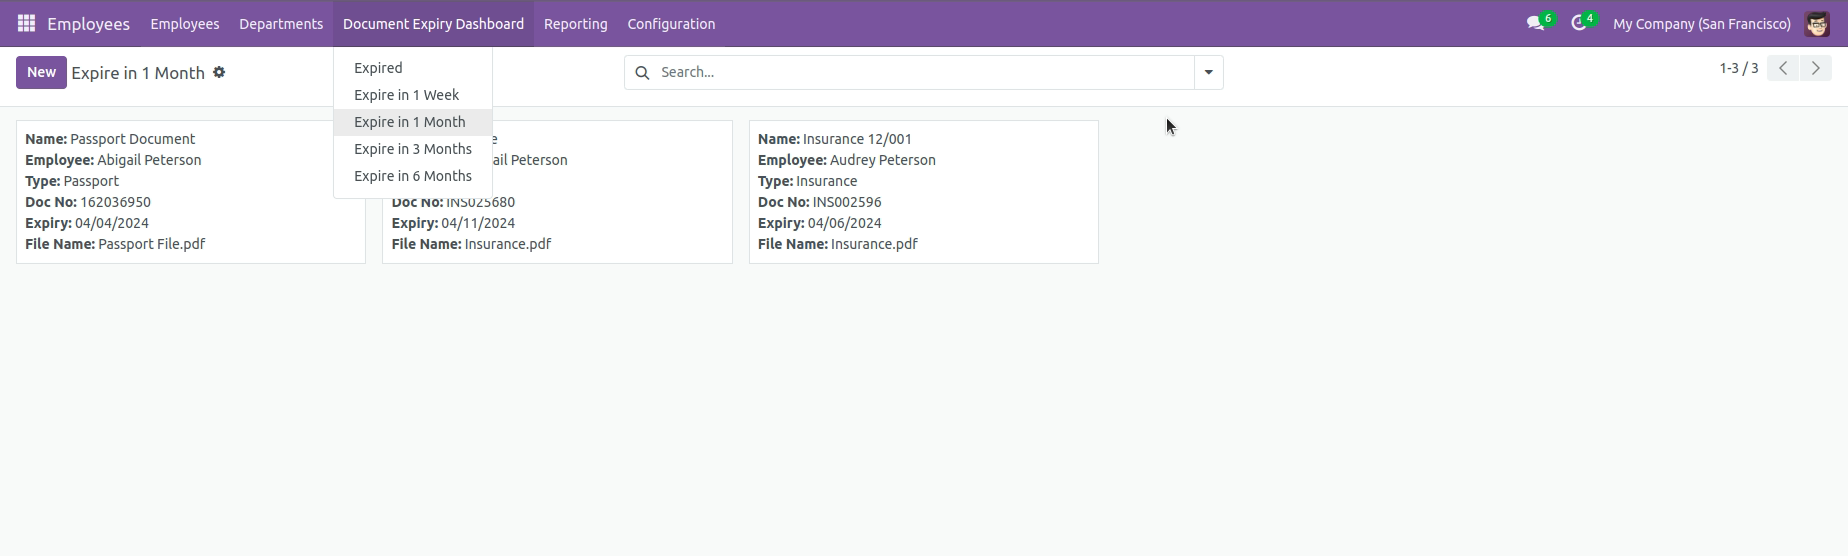 Employees Employees Departments Document Expiry Dashboard Reporting Configuration 6 4 My Company (San Francisco)
New Expire in 1 Month Search... 1-3 / 3
Expired
Expire in 1 Week
Expire in 1 Month
Expire in 3 Months
Expire in 6 Months
Name: Passport Document
Employee: Abigail Peterson
Type: Passport
Doc No: 162036950
Expiry: 04/04/2024
File Name: Passport File.pdf
Peterson
Doc No: INS025680
Expiry: 04/11/2024
File Name: Insurance.pdf
Name: Insurance 12/001
Employee: Audrey Peterson
Type: Insurance
Doc No: INS002596
Expiry: 04/06/2024
File Name: Insurance.pdf